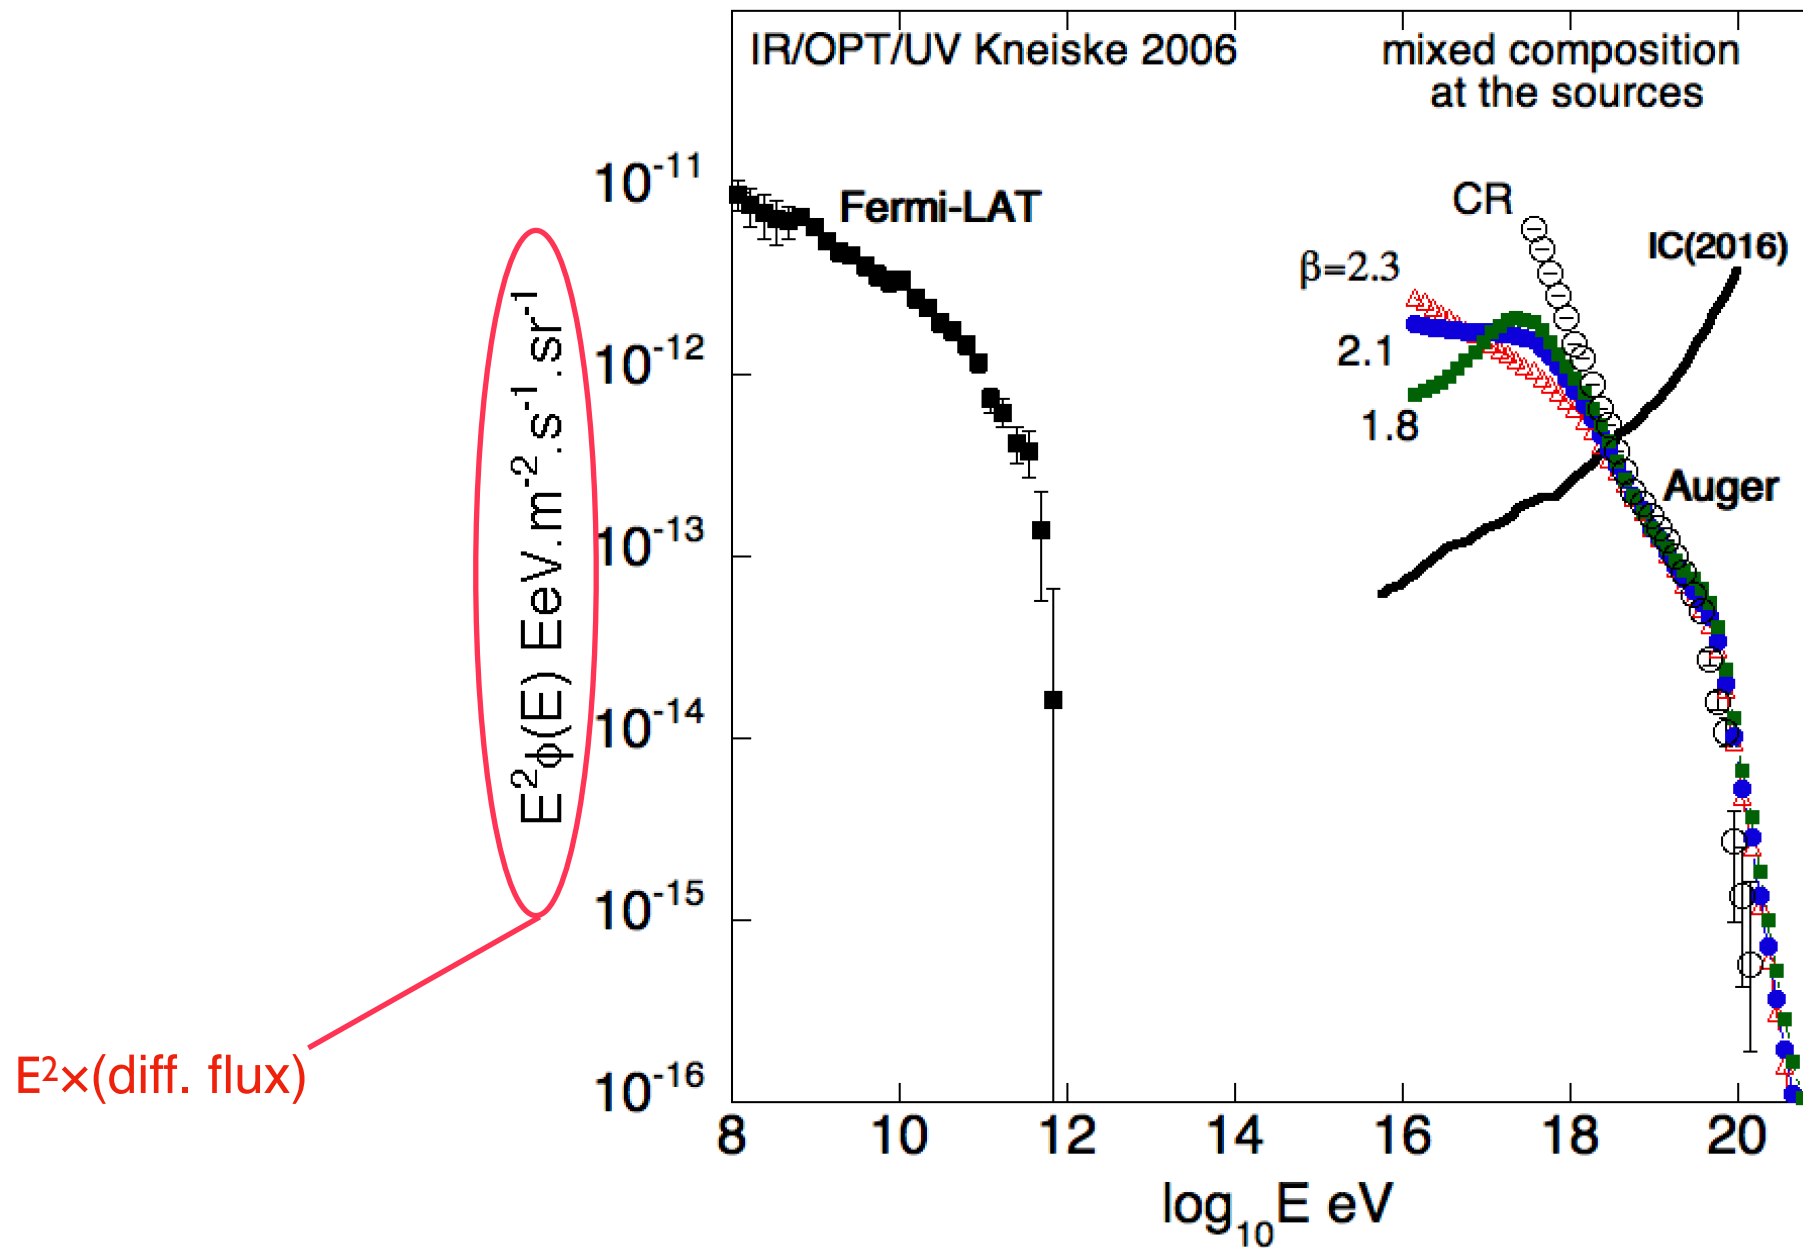 IR/OPT/UV Kneiske 2006
mixed composition
at the sources
10⁻¹¹
Fermi-LAT
CR
IC(2016)
β=2.3
2.1
1.8
10⁻¹²
E²ϕ(E) EeV.m⁻².s⁻¹.sr⁻¹
Auger
10⁻¹³
10⁻¹⁴
10⁻¹⁵
E²×(diff. flux)
10⁻¹⁶
8 10 12 14 16 18 20
log₁₀E eV